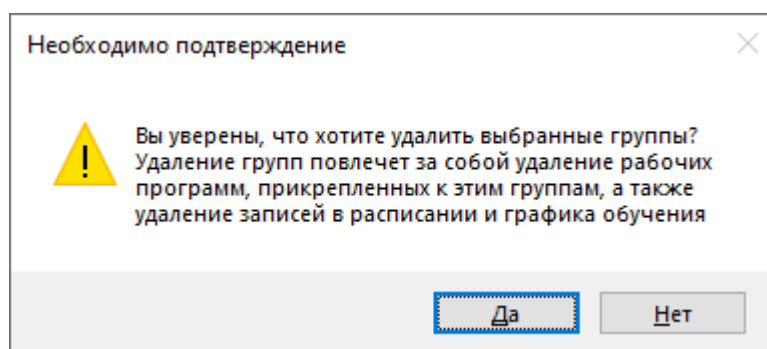 Необходимо подтверждение
Вы уверены, что хотите удалить выбранные группы?
Удаление групп повлечет за собой удаление рабочих
программ, прикрепленных к этим группам, а также
удаление записей в расписании и графика обучения
Да
Нет